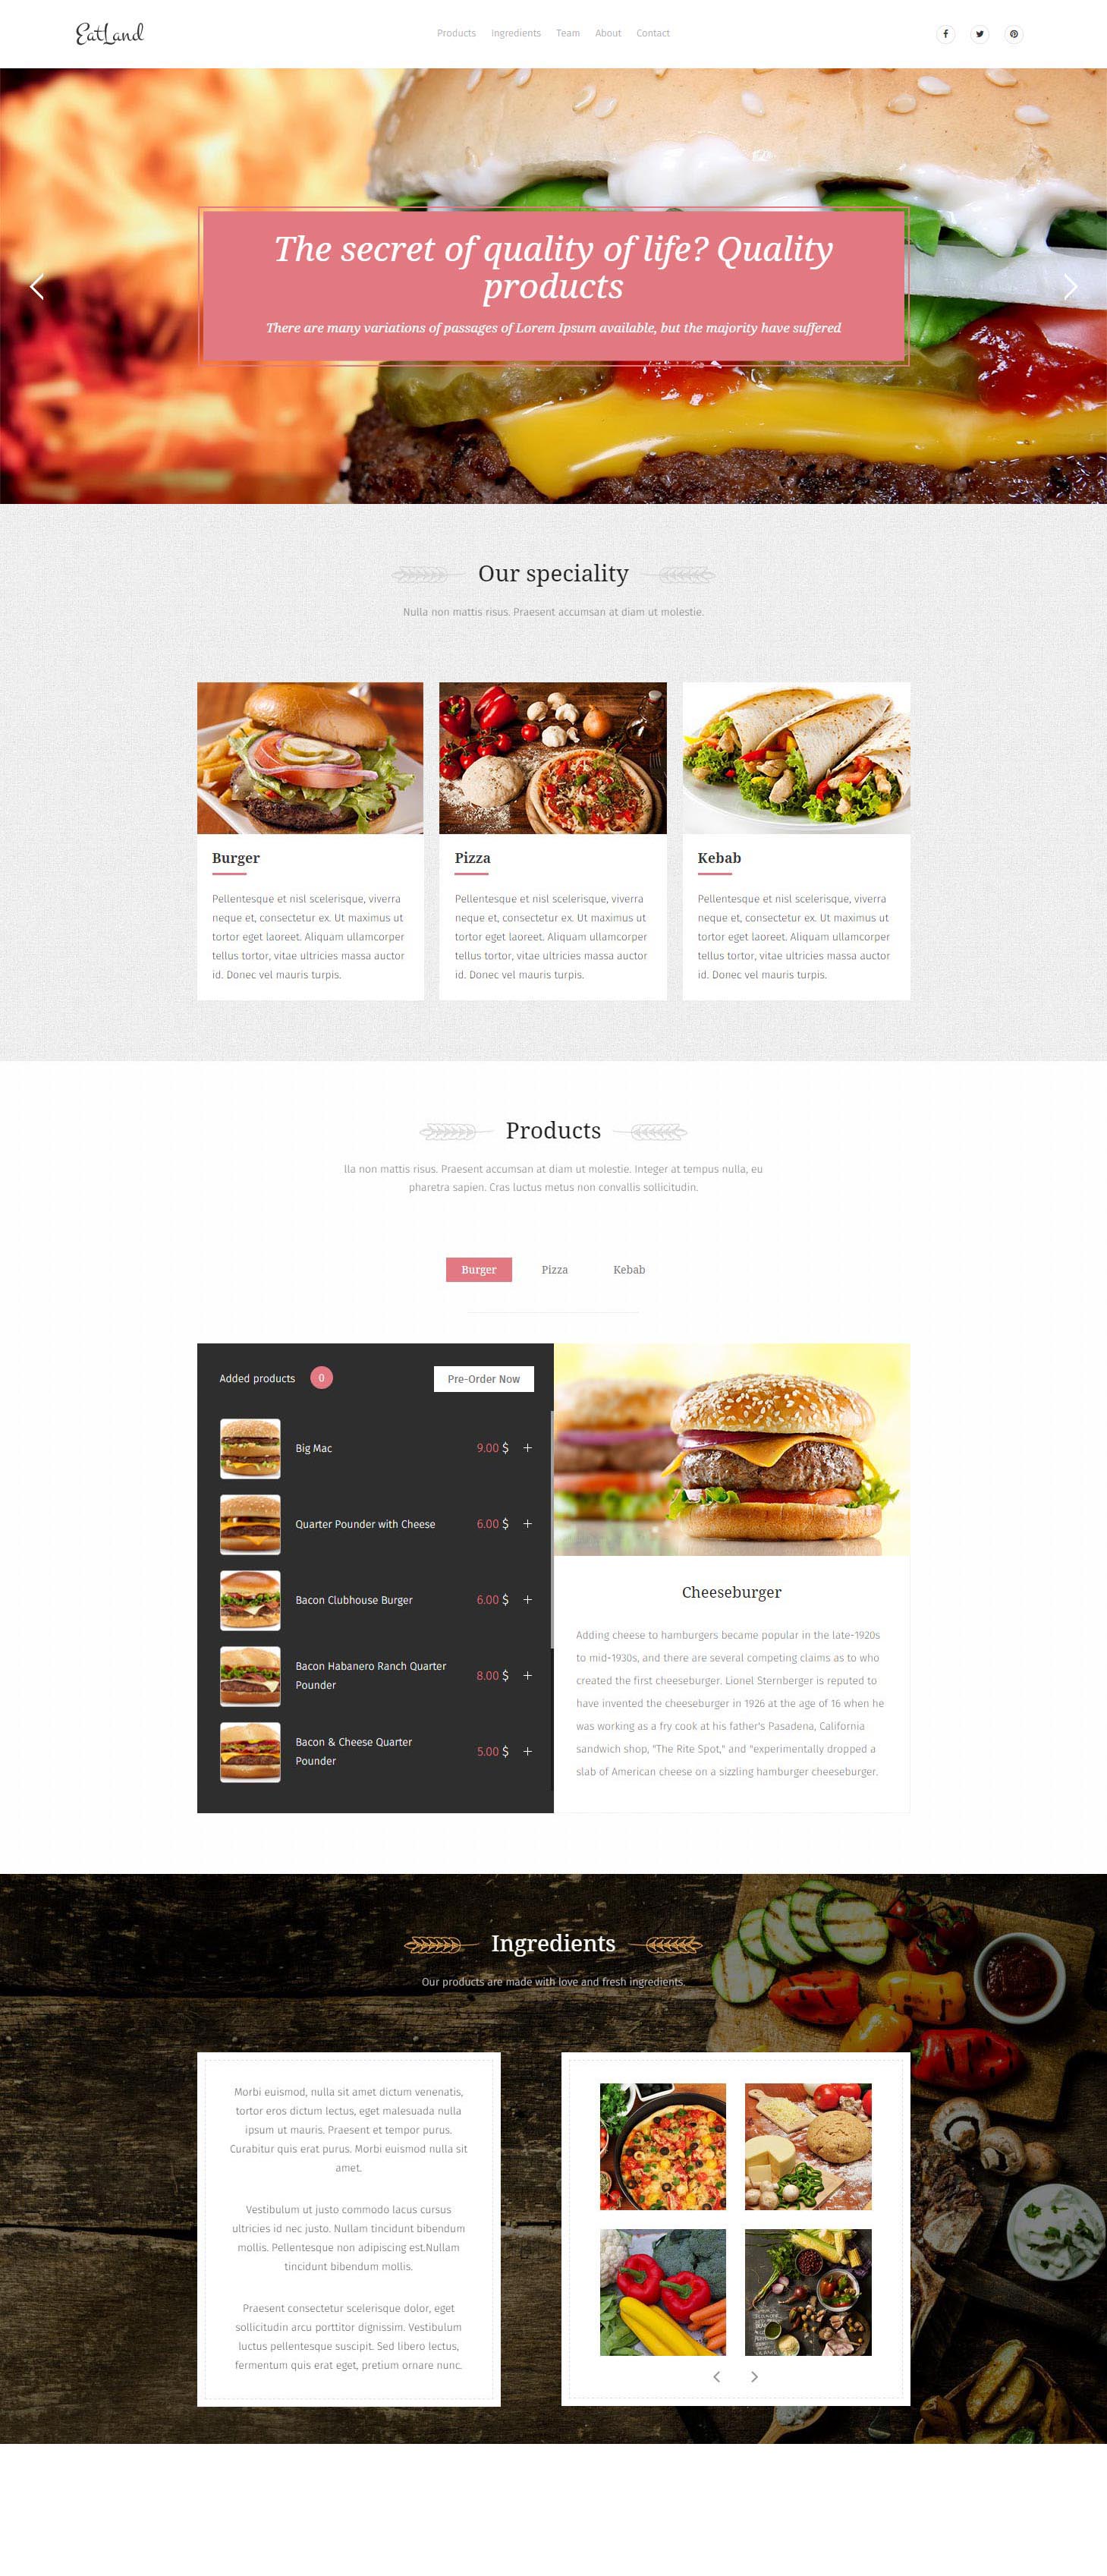 EatLand
Products Ingredients Team About Contact
The secret of quality of life? Quality
products
There are many variations of passages of Lorem Ipsum available, but the majority have suffered
Our speciality
Nulla non mattis risus. Praesent accumsan at diam ut molestie.
Burger
Pellentesque et nisl scelerisque, viverra
neque et, consectetur ex. Ut maximus ut
tortor eget laoreet. Aliquam ullamcorper
tellus tortor, vitae ultricies massa auctor
id. Donec vel mauris turpis.
Pizza
Pellentesque et nisl scelerisque, viverra
neque et, consectetur ex. Ut maximus ut
tortor eget laoreet. Aliquam ullamcorper
tellus tortor, vitae ultricies massa auctor
id. Donec vel mauris turpis.
Kebab
Pellentesque et nisl scelerisque, viverra
neque et, consectetur ex. Ut maximus ut
tortor eget laoreet. Aliquam ullamcorper
tellus tortor, vitae ultricies massa auctor
id. Donec vel mauris turpis.
Products
lla non mattis risus. Praesent accumsan at diam ut molestie. Integer at tempus nulla, eu
pharetra sapien. Cras luctus metus non convallis sollicitudin.
Burger Pizza Kebab
Added products 0 Pre-Order Now
Big Mac 9.00 $ +
Quarter Pounder with Cheese 6.00 $ +
Bacon Clubhouse Burger 6.00 $ +
Bacon Habanero Ranch Quarter
Pounder 8.00 $ +
Bacon & Cheese Quarter
Pounder 5.00 $ +
Cheeseburger
Adding cheese to hamburgers became popular in the late-1920s
to mid-1930s, and there are several competing claims as to who
created the first cheeseburger. Lionel Sternberger is reputed to
have invented the cheeseburger in 1926 at the age of 16 when he
was working as a fry cook at his father's Pasadena, California
sandwich shop, "The Rite Spot," and "experimentally dropped a
slab of American cheese on a sizzling hamburger cheeseburger.
Ingredients
Our products are made with love and fresh ingredients.
Morbi euismod, nulla sit amet dictum venenatis,
tortor eros dictum lectus, eget malesuada nulla
ipsum ut mauris. Praesent et tempor purus.
Curabitur quis erat purus. Morbi euismod nulla sit
amet.
Vestibulum ut justo commodo lacus cursus
ultricies id nec justo. Nullam tincidunt bibendum
mollis. Pellentesque non adipiscing est.Nullam
tincidunt bibendum mollis.
Praesent consectetur scelerisque dolor, eget
sollicitudin arcu porttitor dignissim. Vestibulum
luctus pellentesque suscipit. Sed libero lectus,
fermentum quis erat eget, pretium ornare nunc.